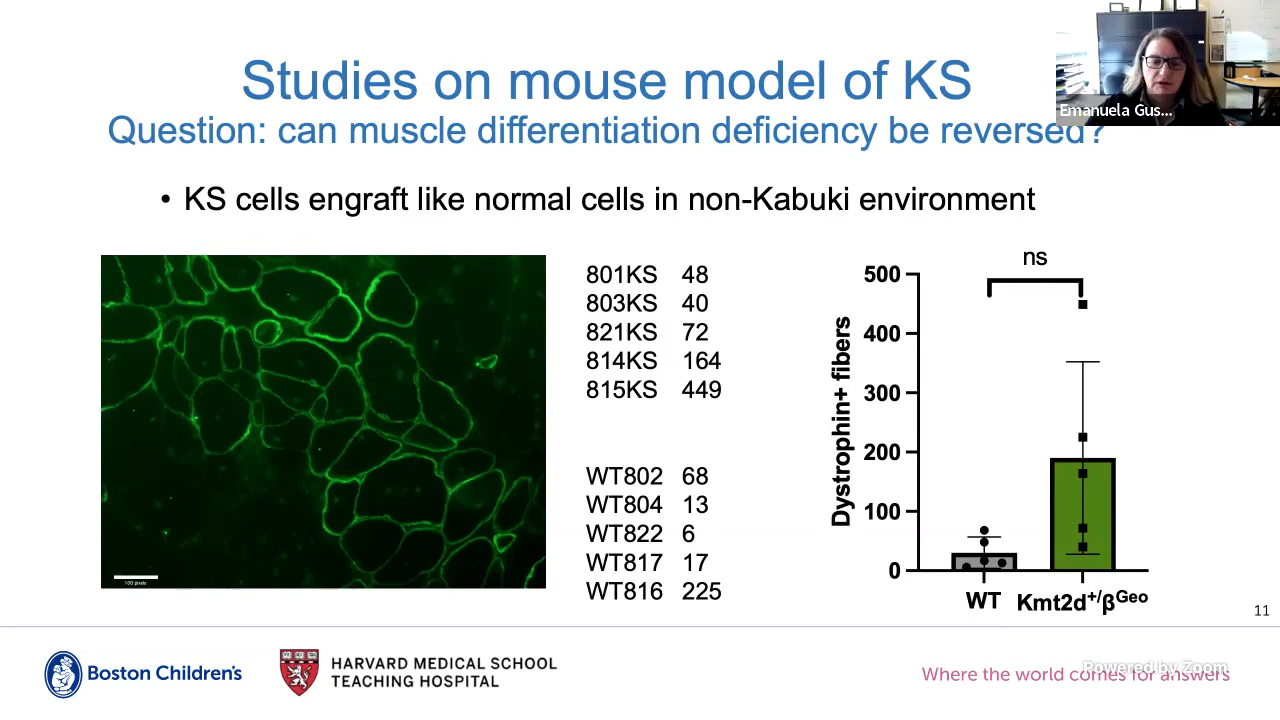 Studies on mouse model of KS
Question: can muscle differentiation deficiency be reversed?
Emanuela Gus...
• KS cells engraft like normal cells in non-Kabuki environment
100 pixels
801KS 48
803KS 40
821KS 72
814KS 164
815KS 449
WT802 68
WT804 13
WT822 6
WT817 17
WT816 225
ns
Dystrophin+ fibers
500
400
300
200
100
0
WT
Kmt2d+/βGeo
11
Boston Children's
HARVARD MEDICAL SCHOOL
TEACHING HOSPITAL
Where the world comes for answers
Powered by Zoom